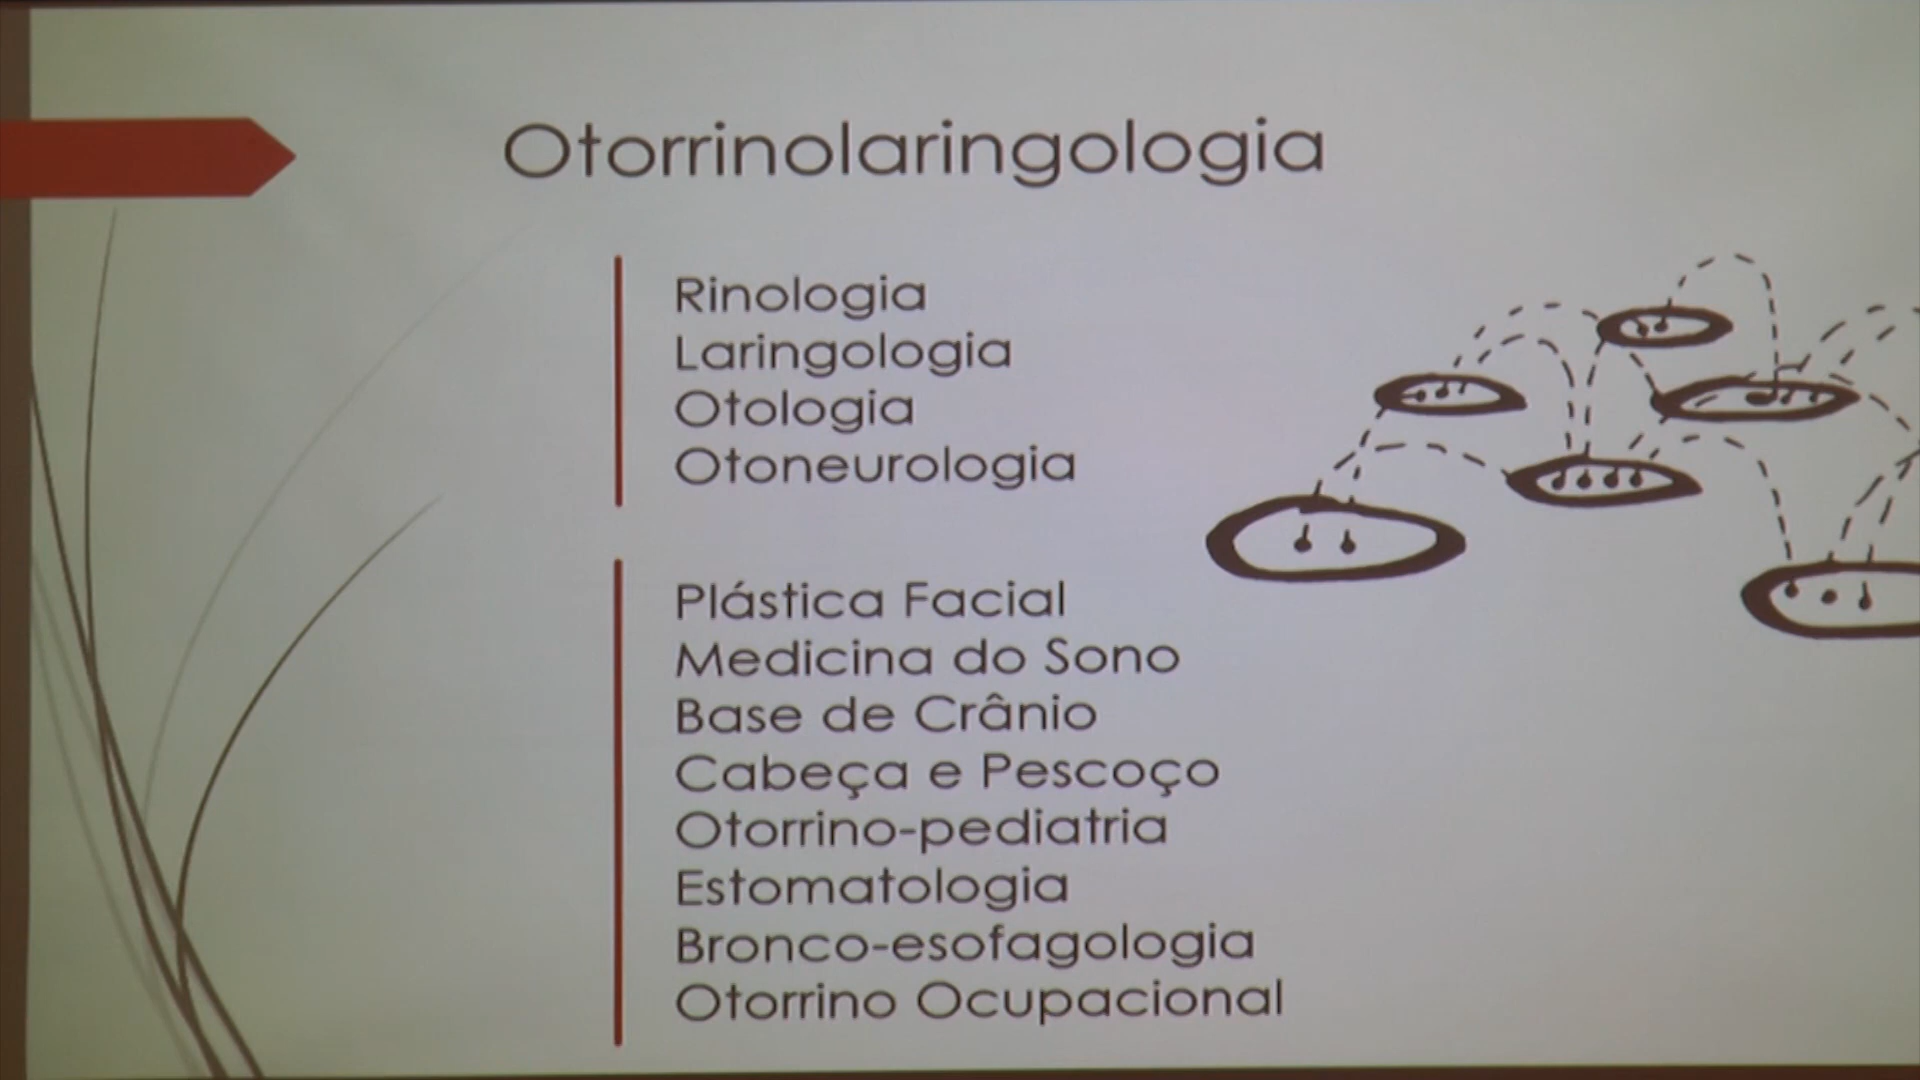 Otorrinolaringologia
Rinologia
Laringologia
Otologia
Otoneurologia
Plástica Facial
Medicina do Sono
Base de Crânio
Cabeça e Pescoço
Otorrino-pediatria
Estomatologia
Bronco-esofagologia
Otorrino Ocupacional